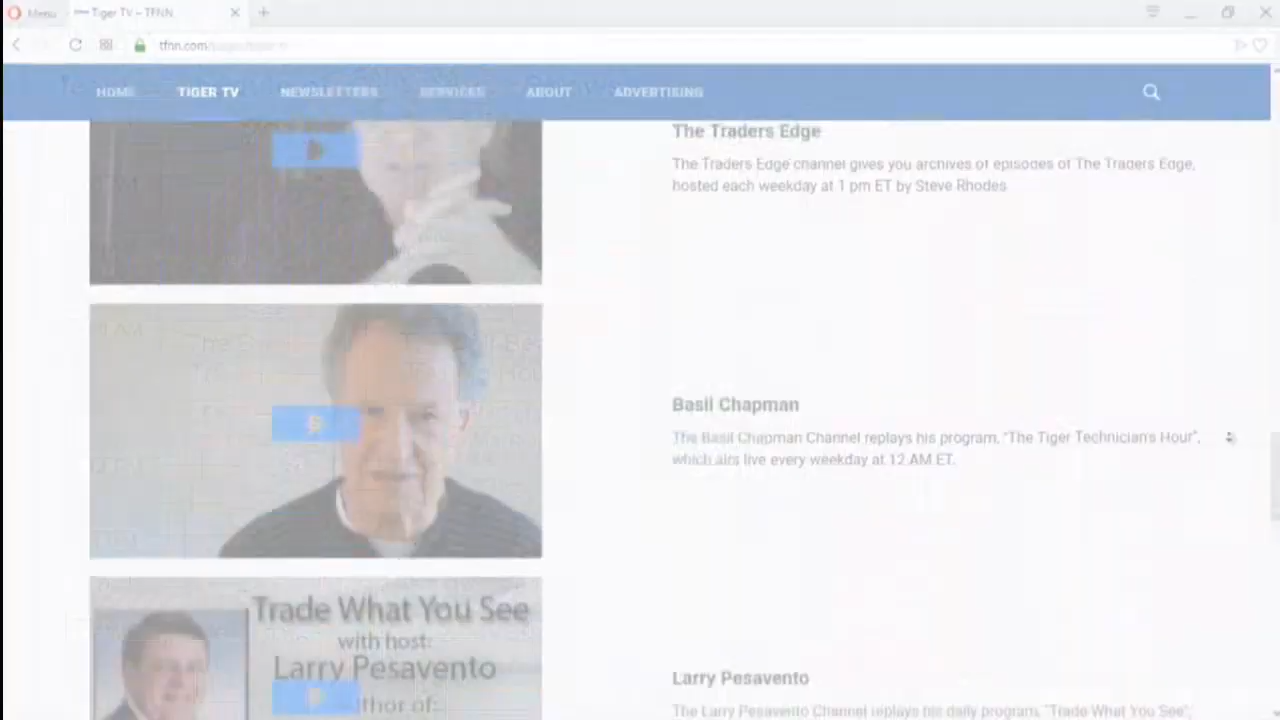 Menu
Tiger TV – TFNN
tfnn.com
HOME TIGER TV NEWSLETTERS SERVICES ABOUT ADVERTISING
The Traders Edge
The Traders Edge channel gives you archives of episodes of The Traders Edge,
hosted each weekday at 1 pm ET by Steve Rhodes
Basil Chapman
The Basil Chapman Channel replays his program, "The Tiger Technician's Hour",
which airs live every weekday at 12 AM ET.
Trade What You See
with host:
Larry Pesavento
Larry Pesavento
The Larry Pesavento Channel replays his daily program, "Trade What You See",